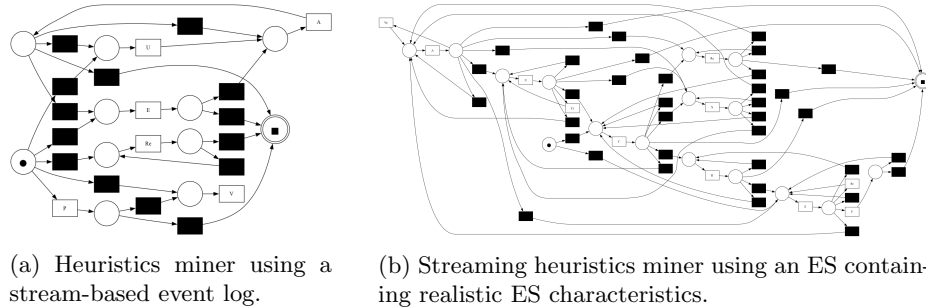 A
U
E
Re
P
V
(a) Heuristics miner using a
stream-based event log.
(b) Streaming heuristics miner using an ES contain-
ing realistic ES characteristics.